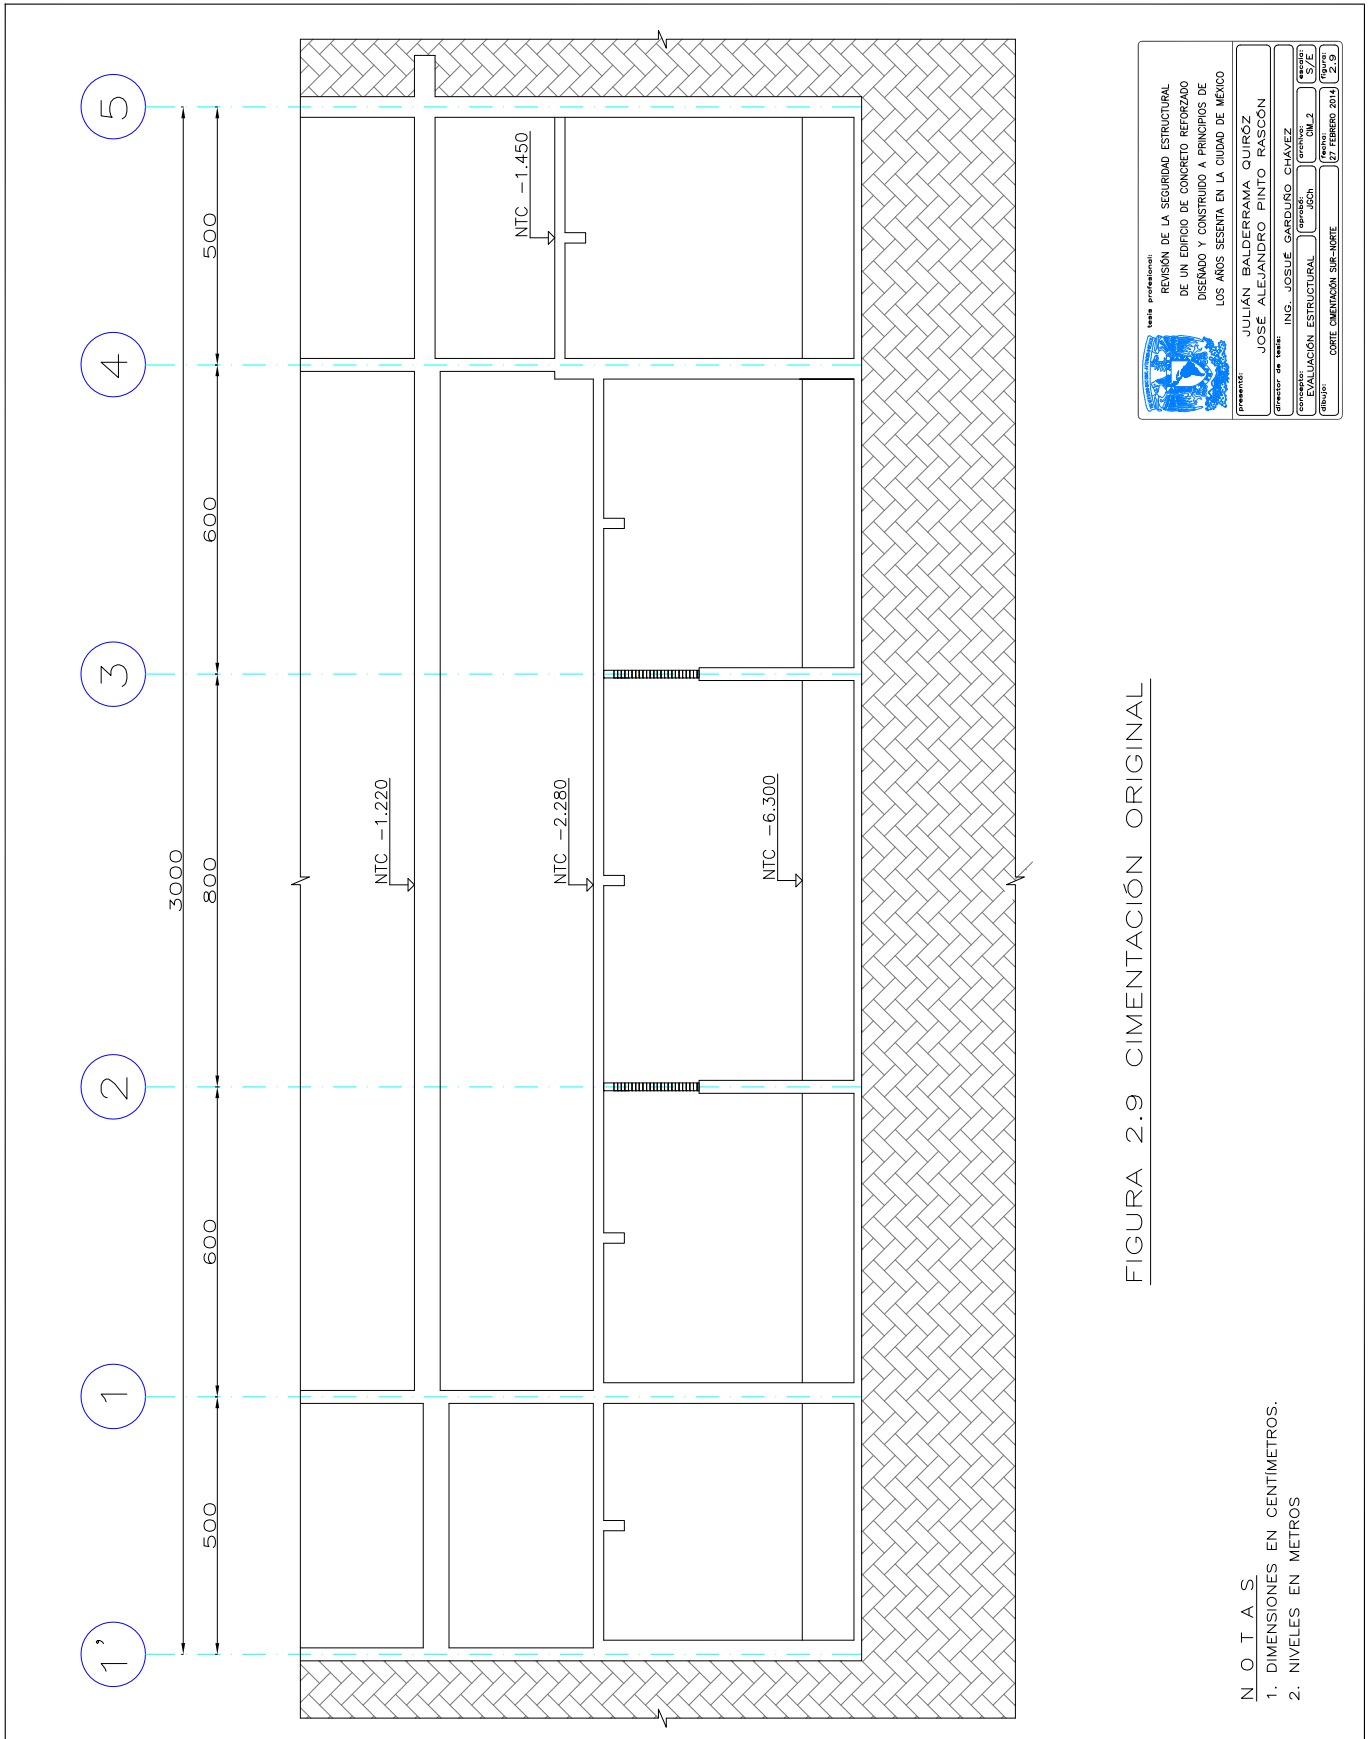 1'
1
2
3
4
5
3000
500
600
800
600
500
NTC -1.220
NTC -2.280
NTC -6.300
NTC -1.450
FIGURA 2.9 CIMENTACIÓN ORIGINAL
N O T A S
1. DIMENSIONES EN CENTÍMETROS.
2. NIVELES EN METROS
tesis profesional:
REVISIÓN DE LA SEGURIDAD ESTRUCTURAL
DE UN EDIFICIO DE CONCRETO REFORZADO
DISEÑADO Y CONSTRUIDO A PRINCIPIOS DE
LOS AÑOS SESENTA EN LA CIUDAD DE MÉXICO
presentó:
JULIÁN BALDERRAMA QUIRÓZ
JOSÉ ALEJANDRO PINTO RASCÓN
director de tesis:
ING. JOSUÉ GARDUÑO CHÁVEZ
concepto:
EVALUACIÓN ESTRUCTURAL
aprobó:
JGCh
archivo:
CIM_2
escala:
S/E
dibujo:
CORTE CIMENTACIÓN SUR-NORTE
fecha:
27 FEBRERO 2014
figura:
2.9